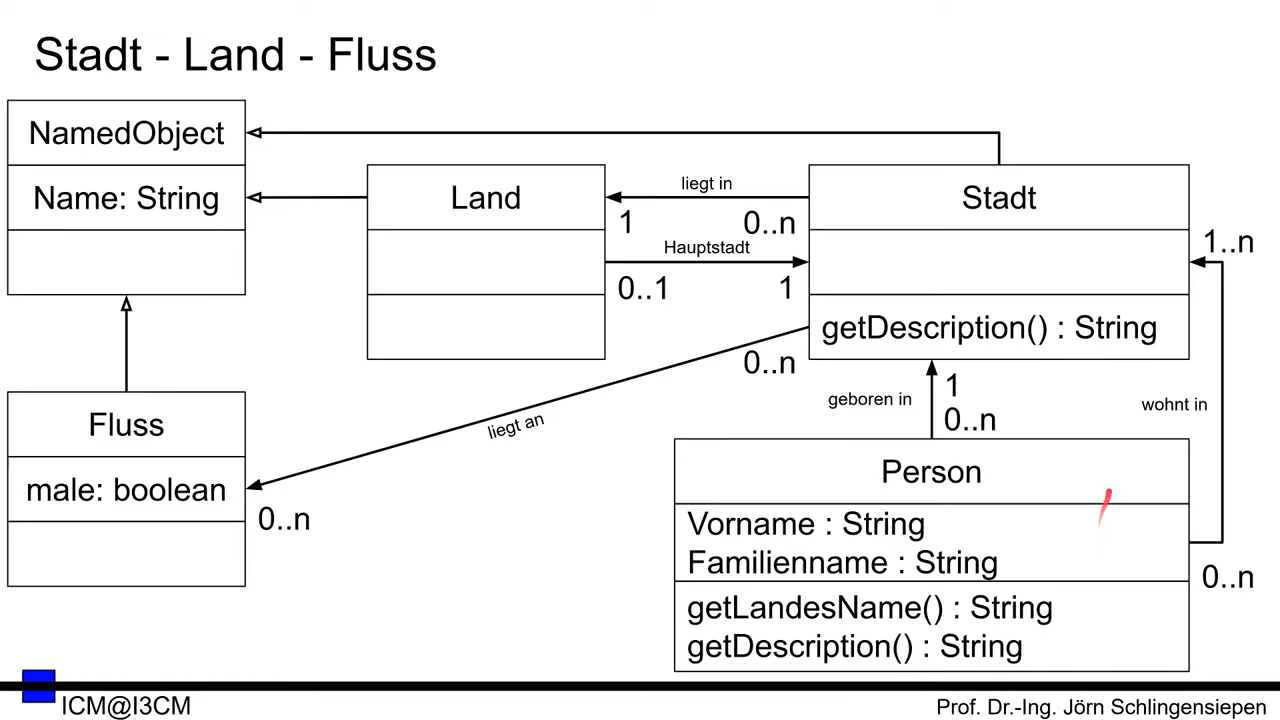 Stadt - Land - Fluss
NamedObject
Name: String
Land
liegt in
1
0..n
Hauptstadt
0..1
1
Stadt
getDescription() : String
1..n
0..n
liegt an
0..n
Fluss
male: boolean
geboren in
1
0..n
wohnt in
0..n
Person
Vorname : String
Familienname : String
getLandesName() : String
getDescription() : String
ICM@I3CM
Prof. Dr.-Ing. Jörn Schlingensiepen